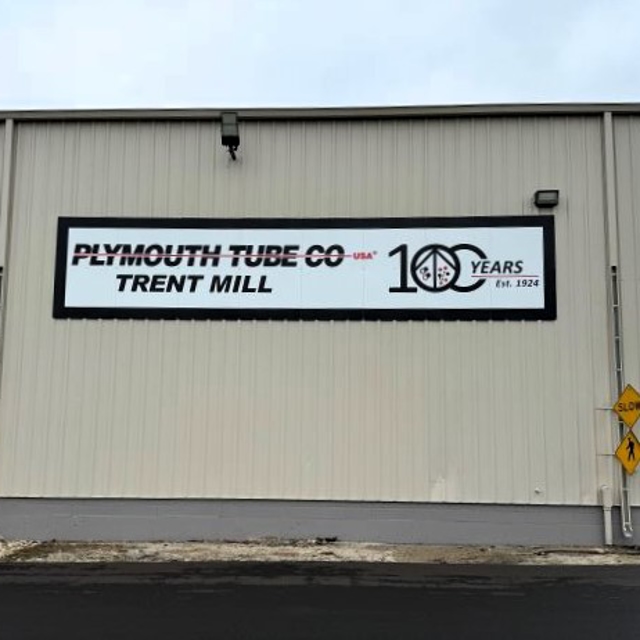 PLYMOUTH TUBE CO USA®
TRENT MILL
100 YEARS
Est. 1924
SLOW